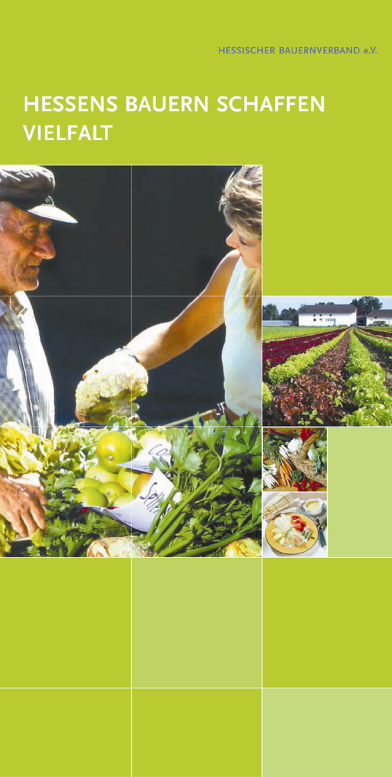 HESSISCHER BAUERNVERBAND e.V.
HESSENS BAUERN SCHAFFEN
VIELFALT